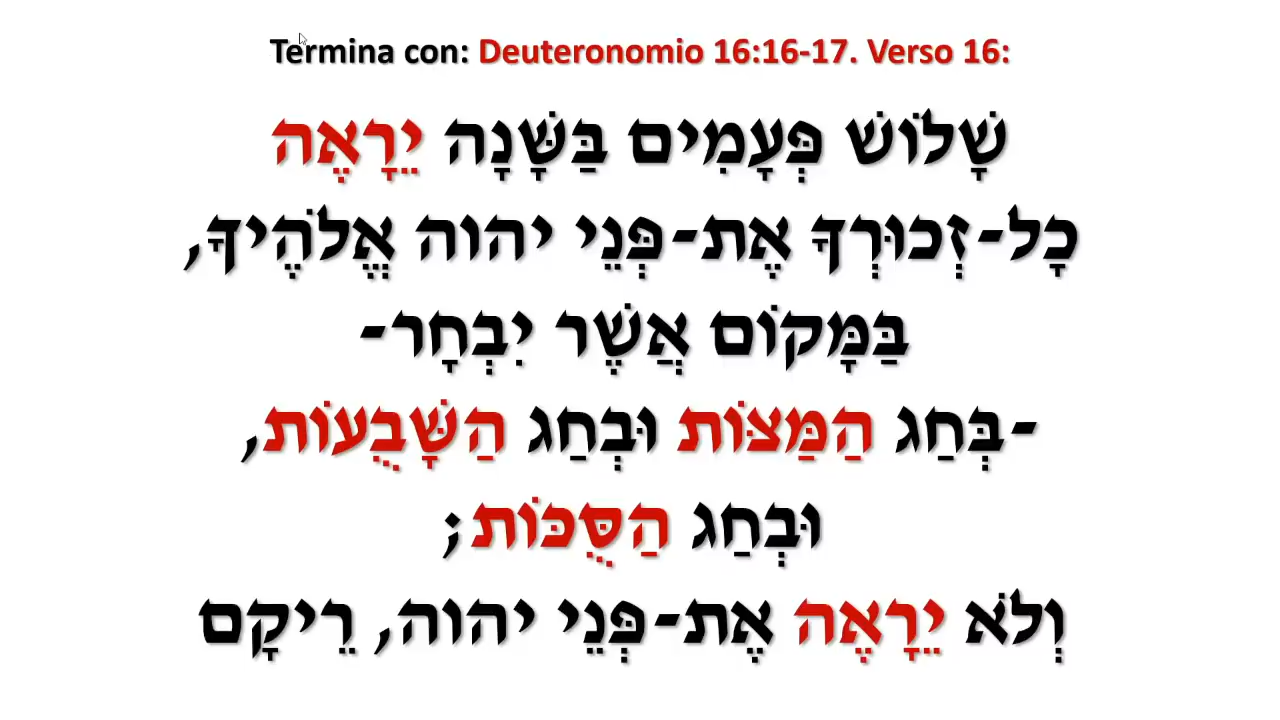 Termina con: Deuteronomio 16:16-17. Verso 16:
שָׁלוֹשׁ פְּעָמִים בַּשָּׁנָה יֵרָאֶה
כָל-זְכוּרְךָ אֶת-פְּנֵי יהוה אֱלֹהֶיךָ,
בַּמָּקוֹם אֲשֶׁר יִבְחָר-
-בְּחַג הַמַּצּוֹת וּבְחַג הַשָּׁבֻעוֹת,
וּבְחַג הַסֻּכּוֹת;
וְלֹא יֵרָאֶה אֶת-פְּנֵי יהוה, רֵיקָם